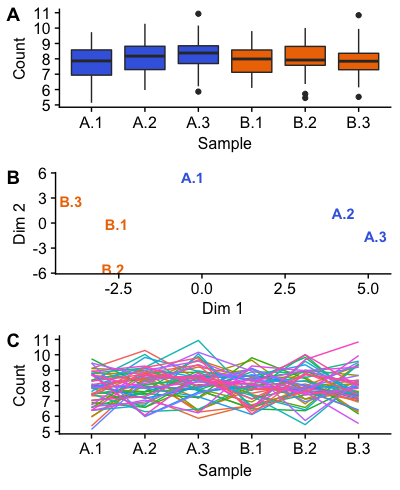 A
11
10
9
8
7
6
5
Count
A.1 A.2 A.3 B.1 B.2 B.3
Sample
B
6
3
0
-3
-6
Dim 2
A.1
B.3
A.2
B.1
A.3
B.2
-2.5 0.0 2.5 5.0
Dim 1
C
11
10
9
8
7
6
5
Count
A.1 A.2 A.3 B.1 B.2 B.3
Sample